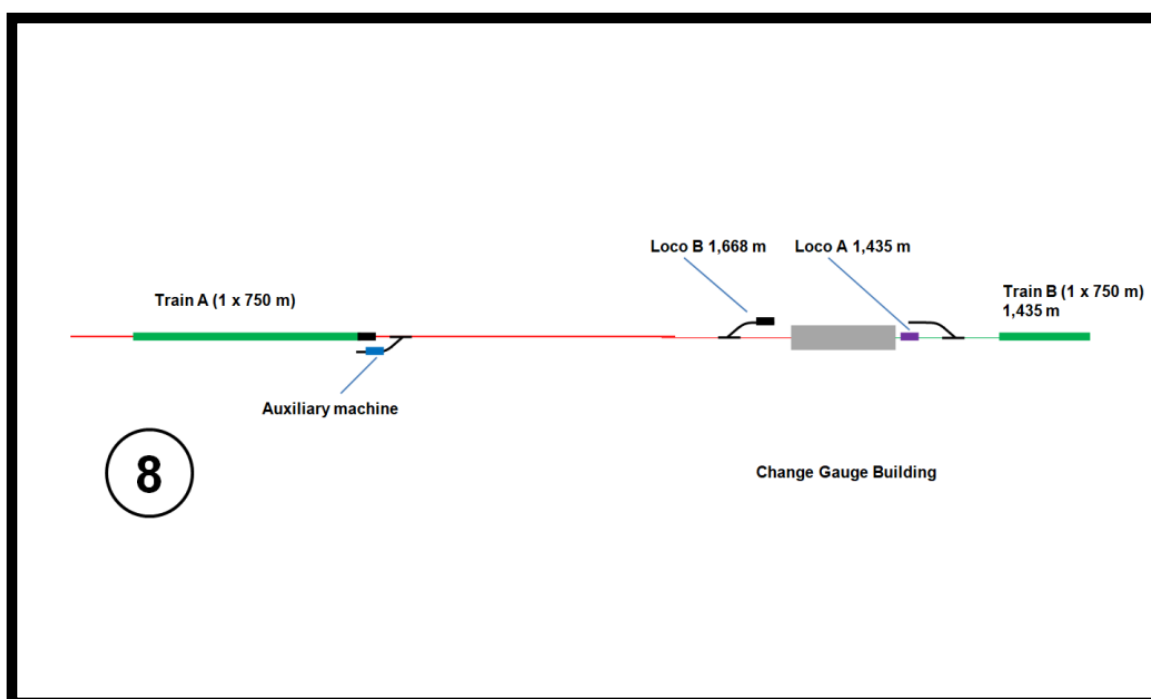 Loco B 1,668 m
Loco A 1,435 m
Train A (1 x 750 m)
Train B (1 x 750 m)
1,435 m
Auxiliary machine
8
Change Gauge Building